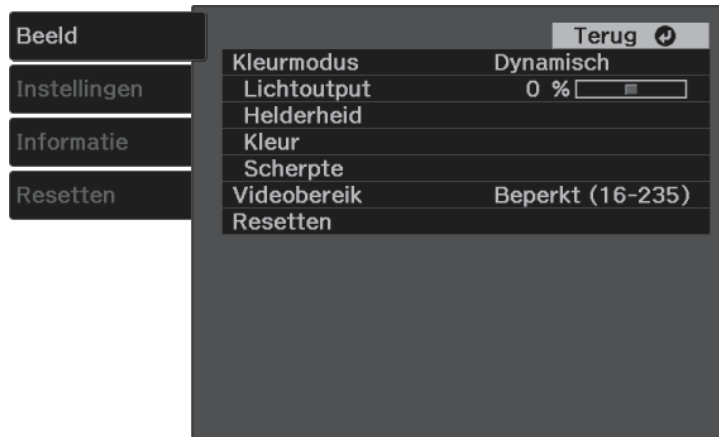 Beeld
Instellingen
Informatie
Resetten
Terug
Kleurmodus Dynamisch
Lichtoutput 0 %
Helderheid
Kleur
Scherpte
Videobereik Beperkt (16-235)
Resetten